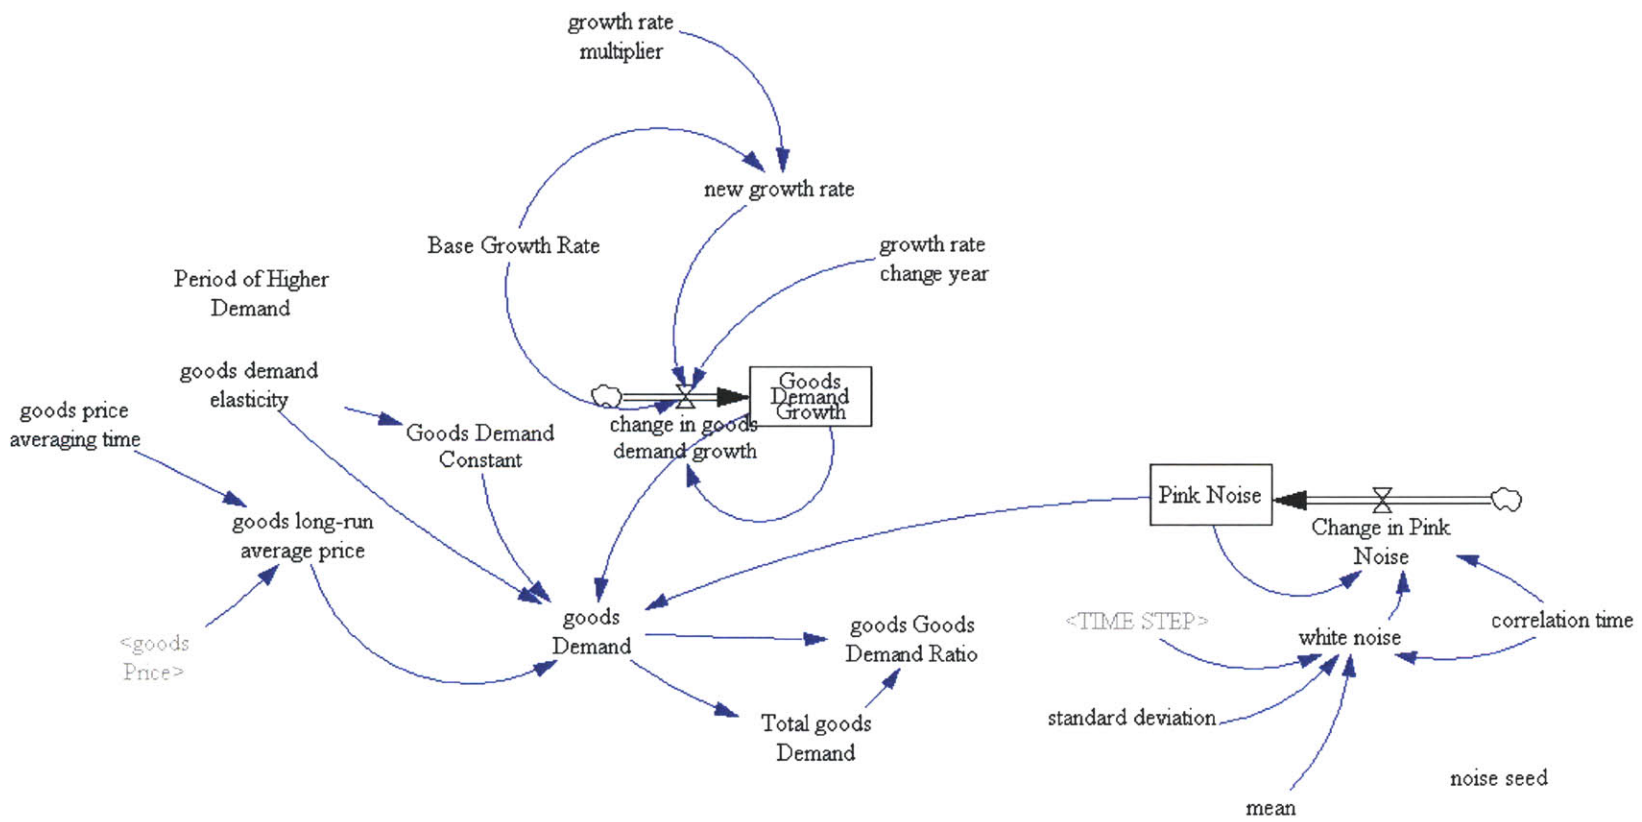 growth rate
multiplier
new growth rate
Base Growth Rate
growth rate
change year
Period of Higher
Demand
goods demand
elasticity
goods price
averaging time
Goods Demand
Constant
Goods
Demand
Growth
change in goods
demand growth
goods long-run
average price
Pink Noise
Change in Pink
Noise
<goods
Price>
goods
Demand
goods Goods
Demand Ratio
<TIME STEP>
white noise
correlation time
Total goods
Demand
standard deviation
mean
noise seed